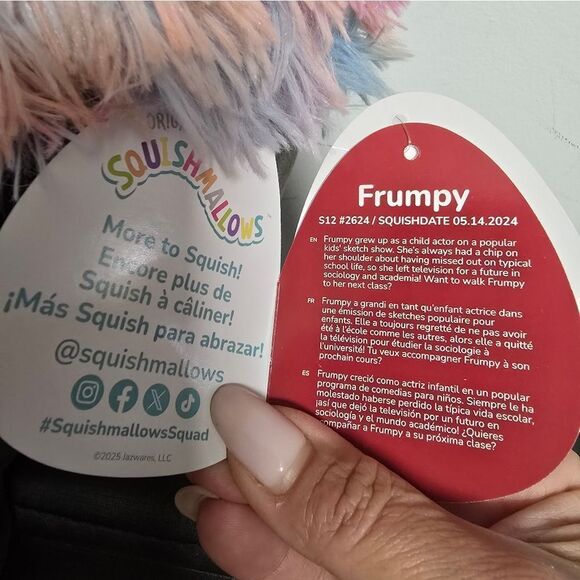 ORIG
SQUISHMALLOWS™
More to Squish!
Encore plus de
Squish à câliner!
¡Más Squish para abrazar!
@squishmallows
#SquishmallowsSquad
©2025 Jazwares, LLC
Frumpy
S12 #2624 / SQUISHDATE 05.14.2024
EN Frumpy grew up as a child actor on a popular
kids' sketch show. She's always had a chip on
her shoulder about having missed out on typical
school life, so she left television for a future in
sociology and academia! Want to walk Frumpy
to her next class?
FR Frumpy a grandi en tant qu'enfant actrice dans
une émission de sketches populaire pour
enfants. Elle a toujours regretté de ne pas avoir
été à l'école comme les autres, alors elle a quitté
la télévision pour étudier la sociologie à
l'université! Tu veux accompagner Frumpy à son
prochain cours?
ES Frumpy creció como actriz infantil en un popular
programa de comedias para niños. Siempre le ha
molestado haberse perdido la típica vida escolar,
¡así que dejó la televisión por un futuro en
sociología y el mundo académico! ¿Quieres
compañar a Frumpy a su próxima clase?